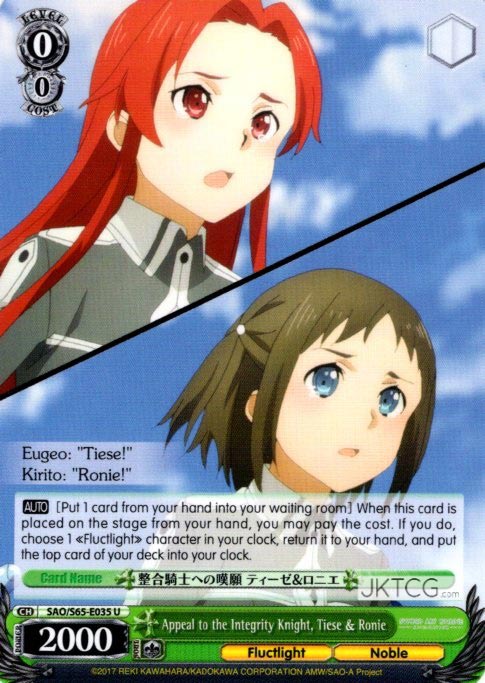 LEVEL
0
0
COST
NY
Eugeo: "Tiese!"
Kirito: "Ronie!"
AUTO [Put 1 card from your hand into your waiting room] When this card is
placed on the stage from your hand, you may pay the cost. If you do,
choose 1 «Fluctlight» character in your clock, return it to your hand, and put
the top card of your deck into your clock.
Card Name 整合騎士への嘆願 ティーゼ&ロニエ
JKTCG.com
CH SAO/S65-E035 U
POWER 2000 SOUL
Appeal to the Integrity Knight, Tiese & Ronie
SWORD ART ONLINE
Fluctlight Noble
©2017 REKI KAWAHARA/KADOKAWA CORPORATION AMW/SAO-A Project